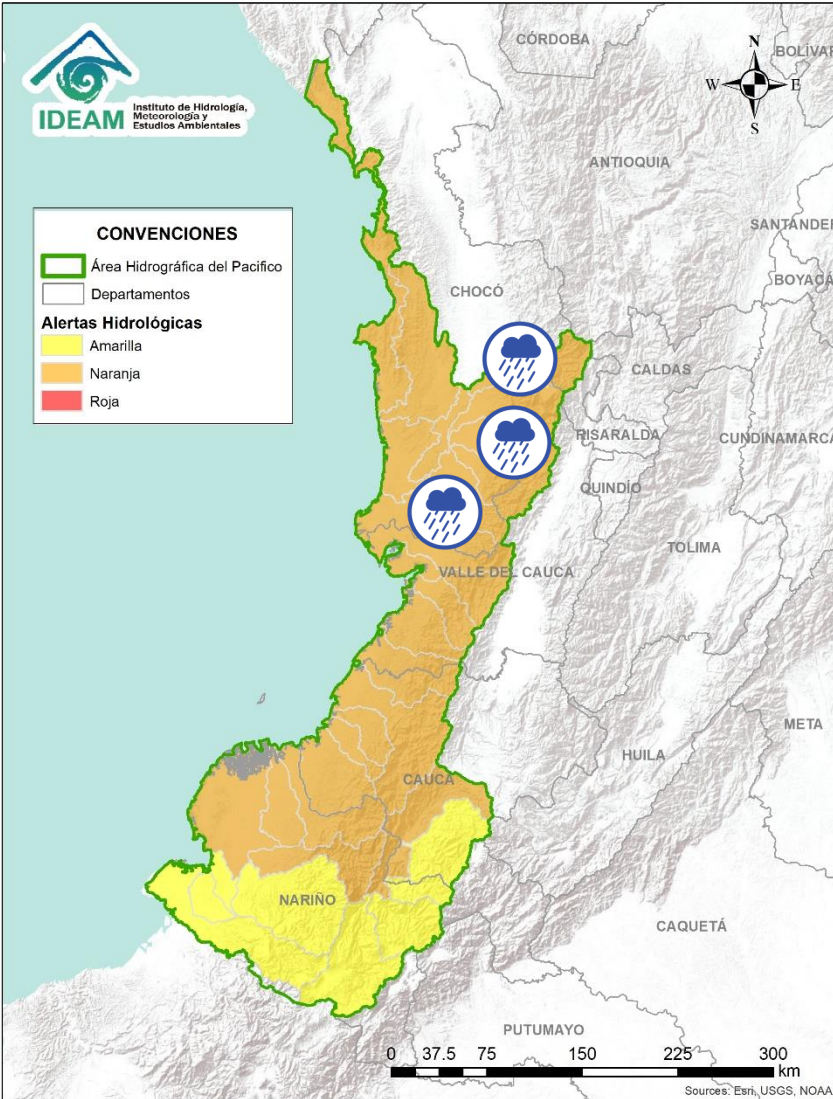 IDEAM
Instituto de Hidrología,
Meteorología y
Estudios Ambientales
N
W E
S
CÓRDOBA
BOLÍVAR
ANTIOQUIA
SANTANDER
BOYACÁ
CONVENCIONES
Área Hidrográfica del Pacifico
Departamentos
Alertas Hidrológicas
Amarilla
Naranja
Roja
CHOCÓ
CALDAS
RISARALDA
CUNDINAMARCA
QUINDÍO
TOLIMA
VALLE DEL CAUCA
META
HUILA
CAUCA
NARIÑO
CAQUETÁ
PUTUMAYO
0 37.5 75 150 225 300
km
Sources: Esri, USGS, NOAA